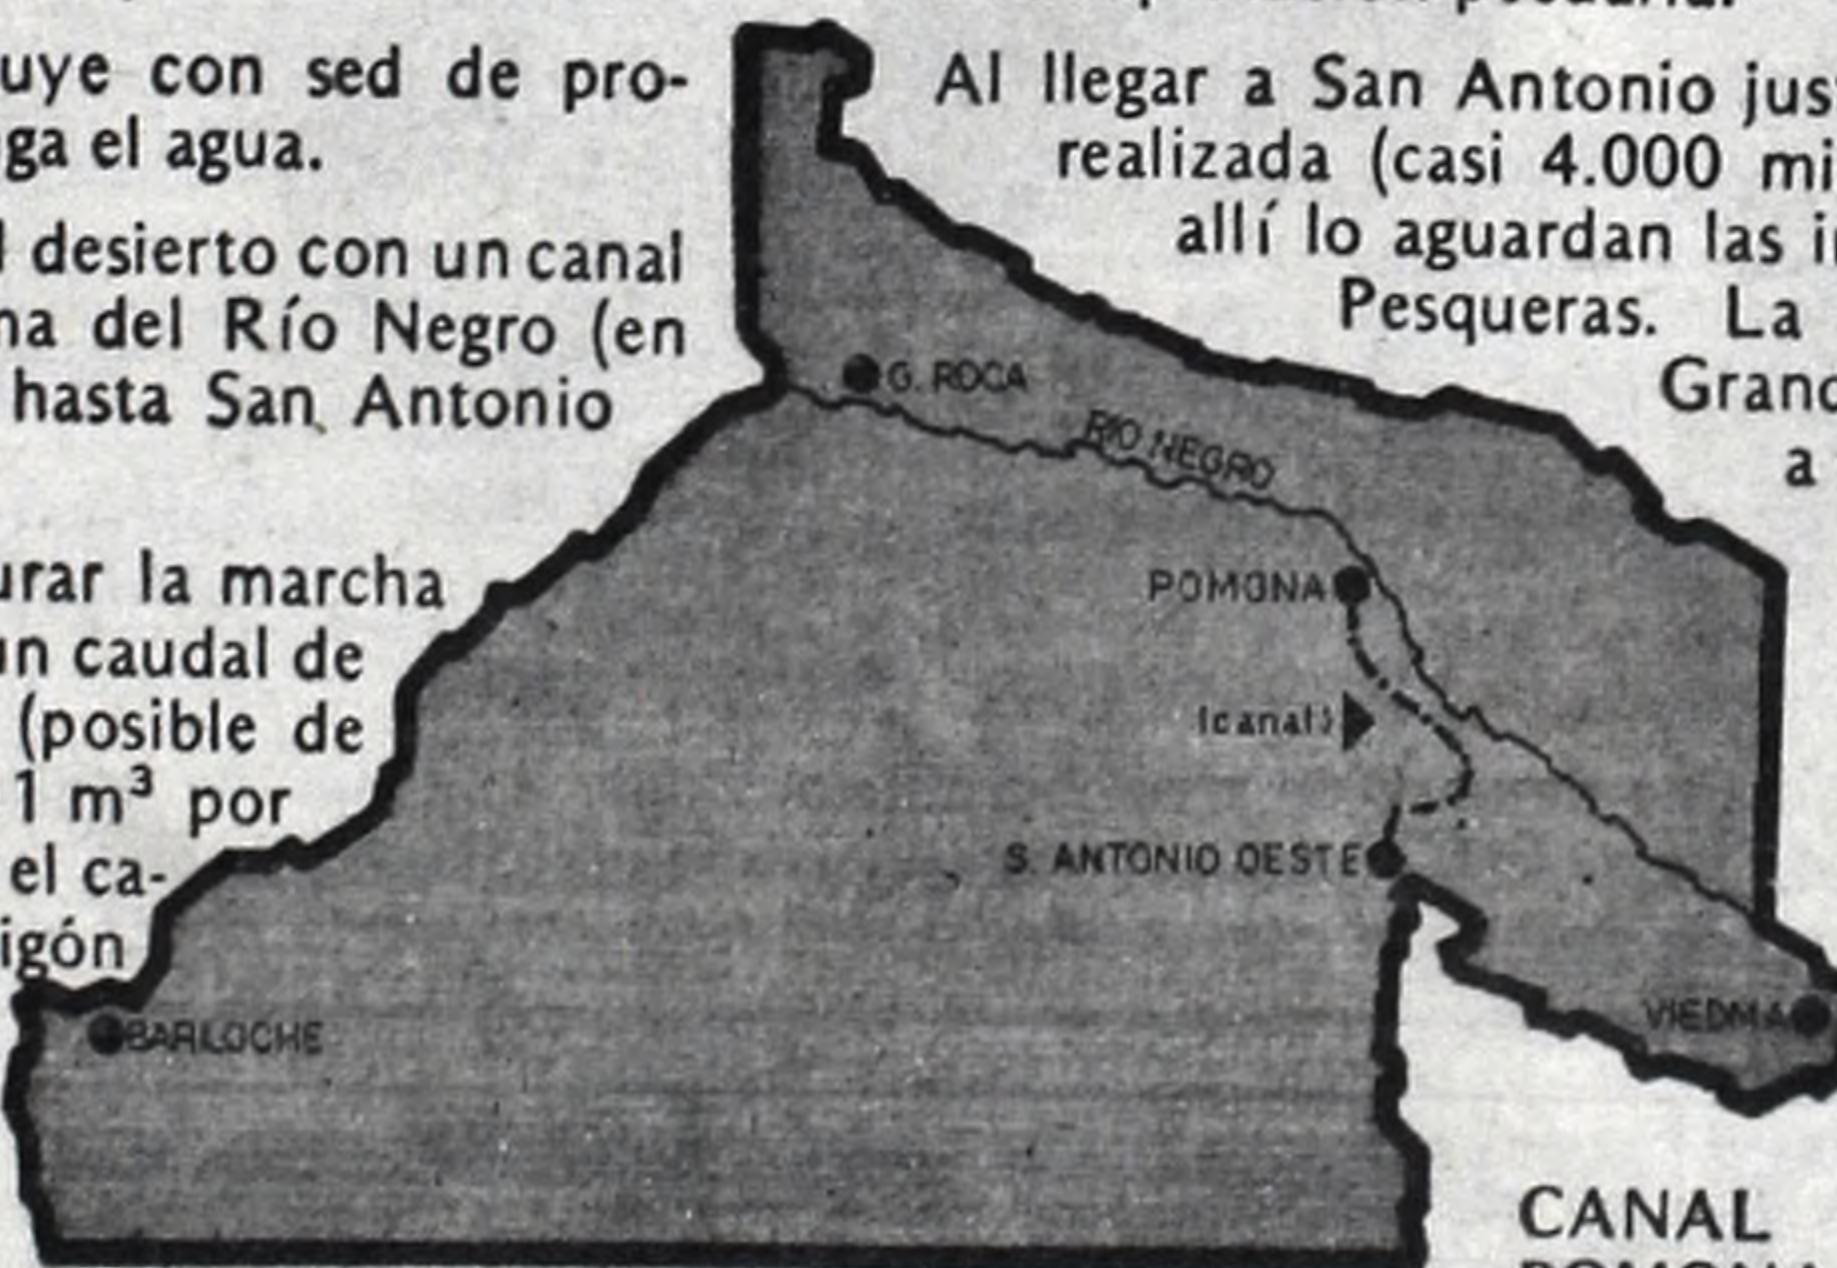 uye con sed de pro-
ga el agua.
desierto con un canal
na del Río Negro (en
hasta San Antonio
urar la marcha
un caudal de
(posible de
1 m³ por
el ca-
igón
Al llegar a San Antonio jus
realizada (casi 4.000 mi
allí lo aguardan las i
Pesqueras. La
Grand
a
G. ROCA
RIO NEGRO
POMONA
(canal)
S. ANTONIO OESTE
BARILOCHE
VIEDMA
CANAL